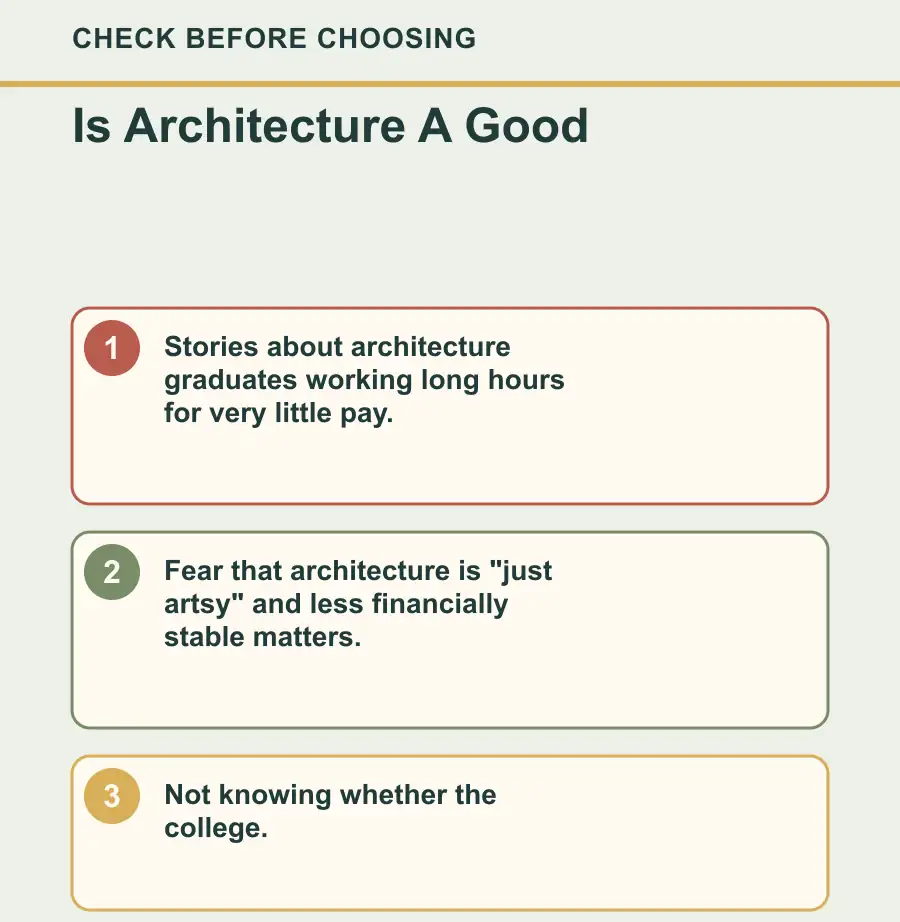 CHECK BEFORE CHOOSING
Is Architecture A Good
1
Stories about architecture
graduates working long hours
for very little pay.
2
Fear that architecture is "just
artsy" and less financially
stable matters.
3
Not knowing whether the
college.